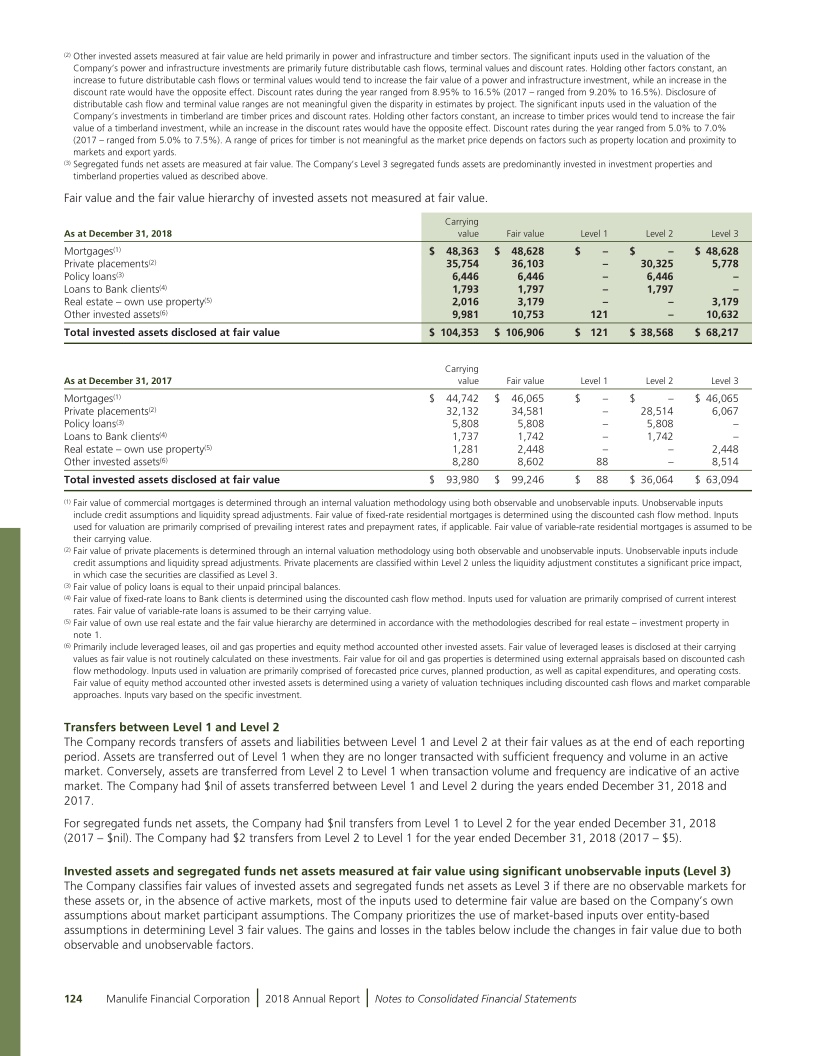 (2) Other invested assets measured at fair value are held primarily in power and infrastructure and timber sectors. The significant inputs used in the valuation of the
Company's power and infrastructure investments are primarily future distributable cash flows, terminal values and discount rates. Holding other factors constant, an
increase to future distributable cash flows or terminal values would tend to increase the fair value of a power and infrastructure investment, while an increase in the
discount rate would have the opposite effect. Discount rates during the year ranged from 8.95% to 16.5% (2017 – ranged from 9.20% to 16.5%). Disclosure of
distributable cash flow and terminal value ranges are not meaningful given the disparity in estimates by project. The significant inputs used in the valuation of the
Company's investments in timberland are timber prices and discount rates. Holding other factors constant, an increase to timber prices would tend to increase the fair
value of a timberland investment, while an increase in the discount rates would have the opposite effect. Discount rates during the year ranged from 5.0% to 7.0%
(2017 – ranged from 5.0% to 7.5%). A range of prices for timber is not meaningful as the market price depends on factors such as property location and proximity to
markets and export yards.
(3) Segregated funds net assets are measured at fair value. The Company's Level 3 segregated funds assets are predominantly invested in investment properties and
timberland properties valued as described above.
Fair value and the fair value hierarchy of invested assets not measured at fair value.
As at December 31, 2018 Carrying value Fair value Level 1 Level 2 Level 3
Mortgages(1) $ 48,363 $ 48,628 $ – $ – $ 48,628
Private placements(2) 35,754 36,103 – 30,325 5,778
Policy loans(3) 6,446 6,446 – 6,446 –
Loans to Bank clients(4) 1,793 1,797 – 1,797 –
Real estate – own use property(5) 2,016 3,179 – – 3,179
Other invested assets(6) 9,981 10,753 121 – 10,632
Total invested assets disclosed at fair value $ 104,353 $ 106,906 $ 121 $ 38,568 $ 68,217
As at December 31, 2017 Carrying value Fair value Level 1 Level 2 Level 3
Mortgages(1) $ 44,742 $ 46,065 $ – $ – $ 46,065
Private placements(2) 32,132 34,581 – 28,514 6,067
Policy loans(3) 5,808 5,808 – 5,808 –
Loans to Bank clients(4) 1,737 1,742 – 1,742 –
Real estate – own use property(5) 1,281 2,448 – – 2,448
Other invested assets(6) 8,280 8,602 88 – 8,514
Total invested assets disclosed at fair value $ 93,980 $ 99,246 $ 88 $ 36,064 $ 63,094
(1) Fair value of commercial mortgages is determined through an internal valuation methodology using both observable and unobservable inputs. Unobservable inputs
include credit assumptions and liquidity spread adjustments. Fair value of fixed-rate residential mortgages is determined using the discounted cash flow method. Inputs
used for valuation are primarily comprised of prevailing interest rates and prepayment rates, if applicable. Fair value of variable-rate residential mortgages is assumed to be
their carrying value.
(2) Fair value of private placements is determined through an internal valuation methodology using both observable and unobservable inputs. Unobservable inputs include
credit assumptions and liquidity spread adjustments. Private placements are classified within Level 2 unless the liquidity adjustment constitutes a significant price impact,
in which case the securities are classified as Level 3.
(3) Fair value of policy loans is equal to their unpaid principal balances.
(4) Fair value of fixed-rate loans to Bank clients is determined using the discounted cash flow method. Inputs used for valuation are primarily comprised of current interest
rates. Fair value of variable-rate loans is assumed to be their carrying value.
(5) Fair value of own use real estate and the fair value hierarchy are determined in accordance with the methodologies described for real estate – investment property in
note 1.
(6) Primarily include leveraged leases, oil and gas properties and equity method accounted other invested assets. Fair value of leveraged leases is disclosed at their carrying
values as fair value is not routinely calculated on these investments. Fair value for oil and gas properties is determined using external appraisals based on discounted cash
flow methodology. Inputs used in valuation are primarily comprised of forecasted price curves, planned production, as well as capital expenditures, and operating costs.
Fair value of equity method accounted other invested assets is determined using a variety of valuation techniques including discounted cash flows and market comparable
approaches. Inputs vary based on the specific investment.
Transfers between Level 1 and Level 2
The Company records transfers of assets and liabilities between Level 1 and Level 2 at their fair values as at the end of each reporting
period. Assets are transferred out of Level 1 when they are no longer transacted with sufficient frequency and volume in an active
market. Conversely, assets are transferred from Level 2 to Level 1 when transaction volume and frequency are indicative of an active
market. The Company had $nil of assets transferred between Level 1 and Level 2 during the years ended December 31, 2018 and
2017.
For segregated funds net assets, the Company had $nil transfers from Level 1 to Level 2 for the year ended December 31, 2018
(2017 – $nil). The Company had $2 transfers from Level 2 to Level 1 for the year ended December 31, 2018 (2017 – $5).
Invested assets and segregated funds net assets measured at fair value using significant unobservable inputs (Level 3)
The Company classifies fair values of invested assets and segregated funds net assets as Level 3 if there are no observable markets for
these assets or, in the absence of active markets, most of the inputs used to determine fair value are based on the Company's own
assumptions about market participant assumptions. The Company prioritizes the use of market-based inputs over entity-based
assumptions in determining Level 3 fair values. The gains and losses in the tables below include the changes in fair value due to both
observable and unobservable factors.
124 Manulife Financial Corporation | 2018 Annual Report | Notes to Consolidated Financial Statements